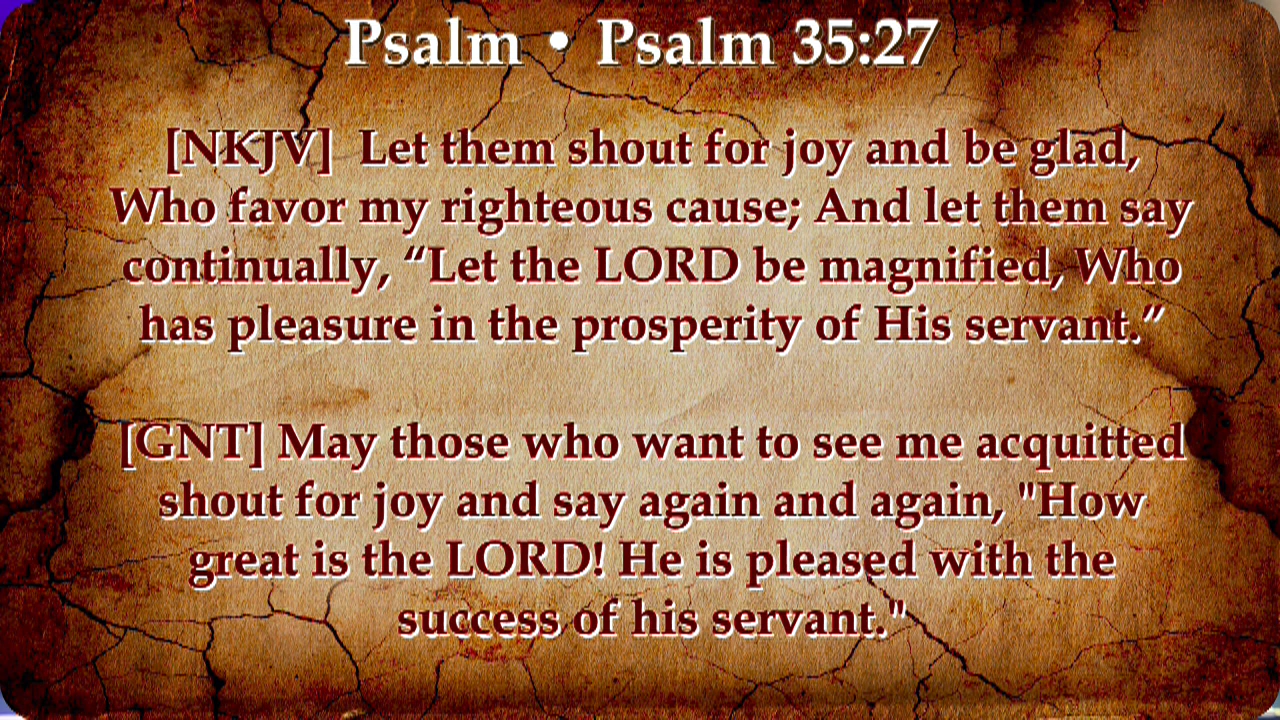 Psalm • Psalm 35:27
[NKJV]  Let them shout for joy and be glad,
Who favor my righteous cause; And let them say
continually, “Let the LORD be magnified, Who
has pleasure in the prosperity of His servant.”
[GNT] May those who want to see me acquitted
shout for joy and say again and again, "How
great is the LORD! He is pleased with the
success of his servant."